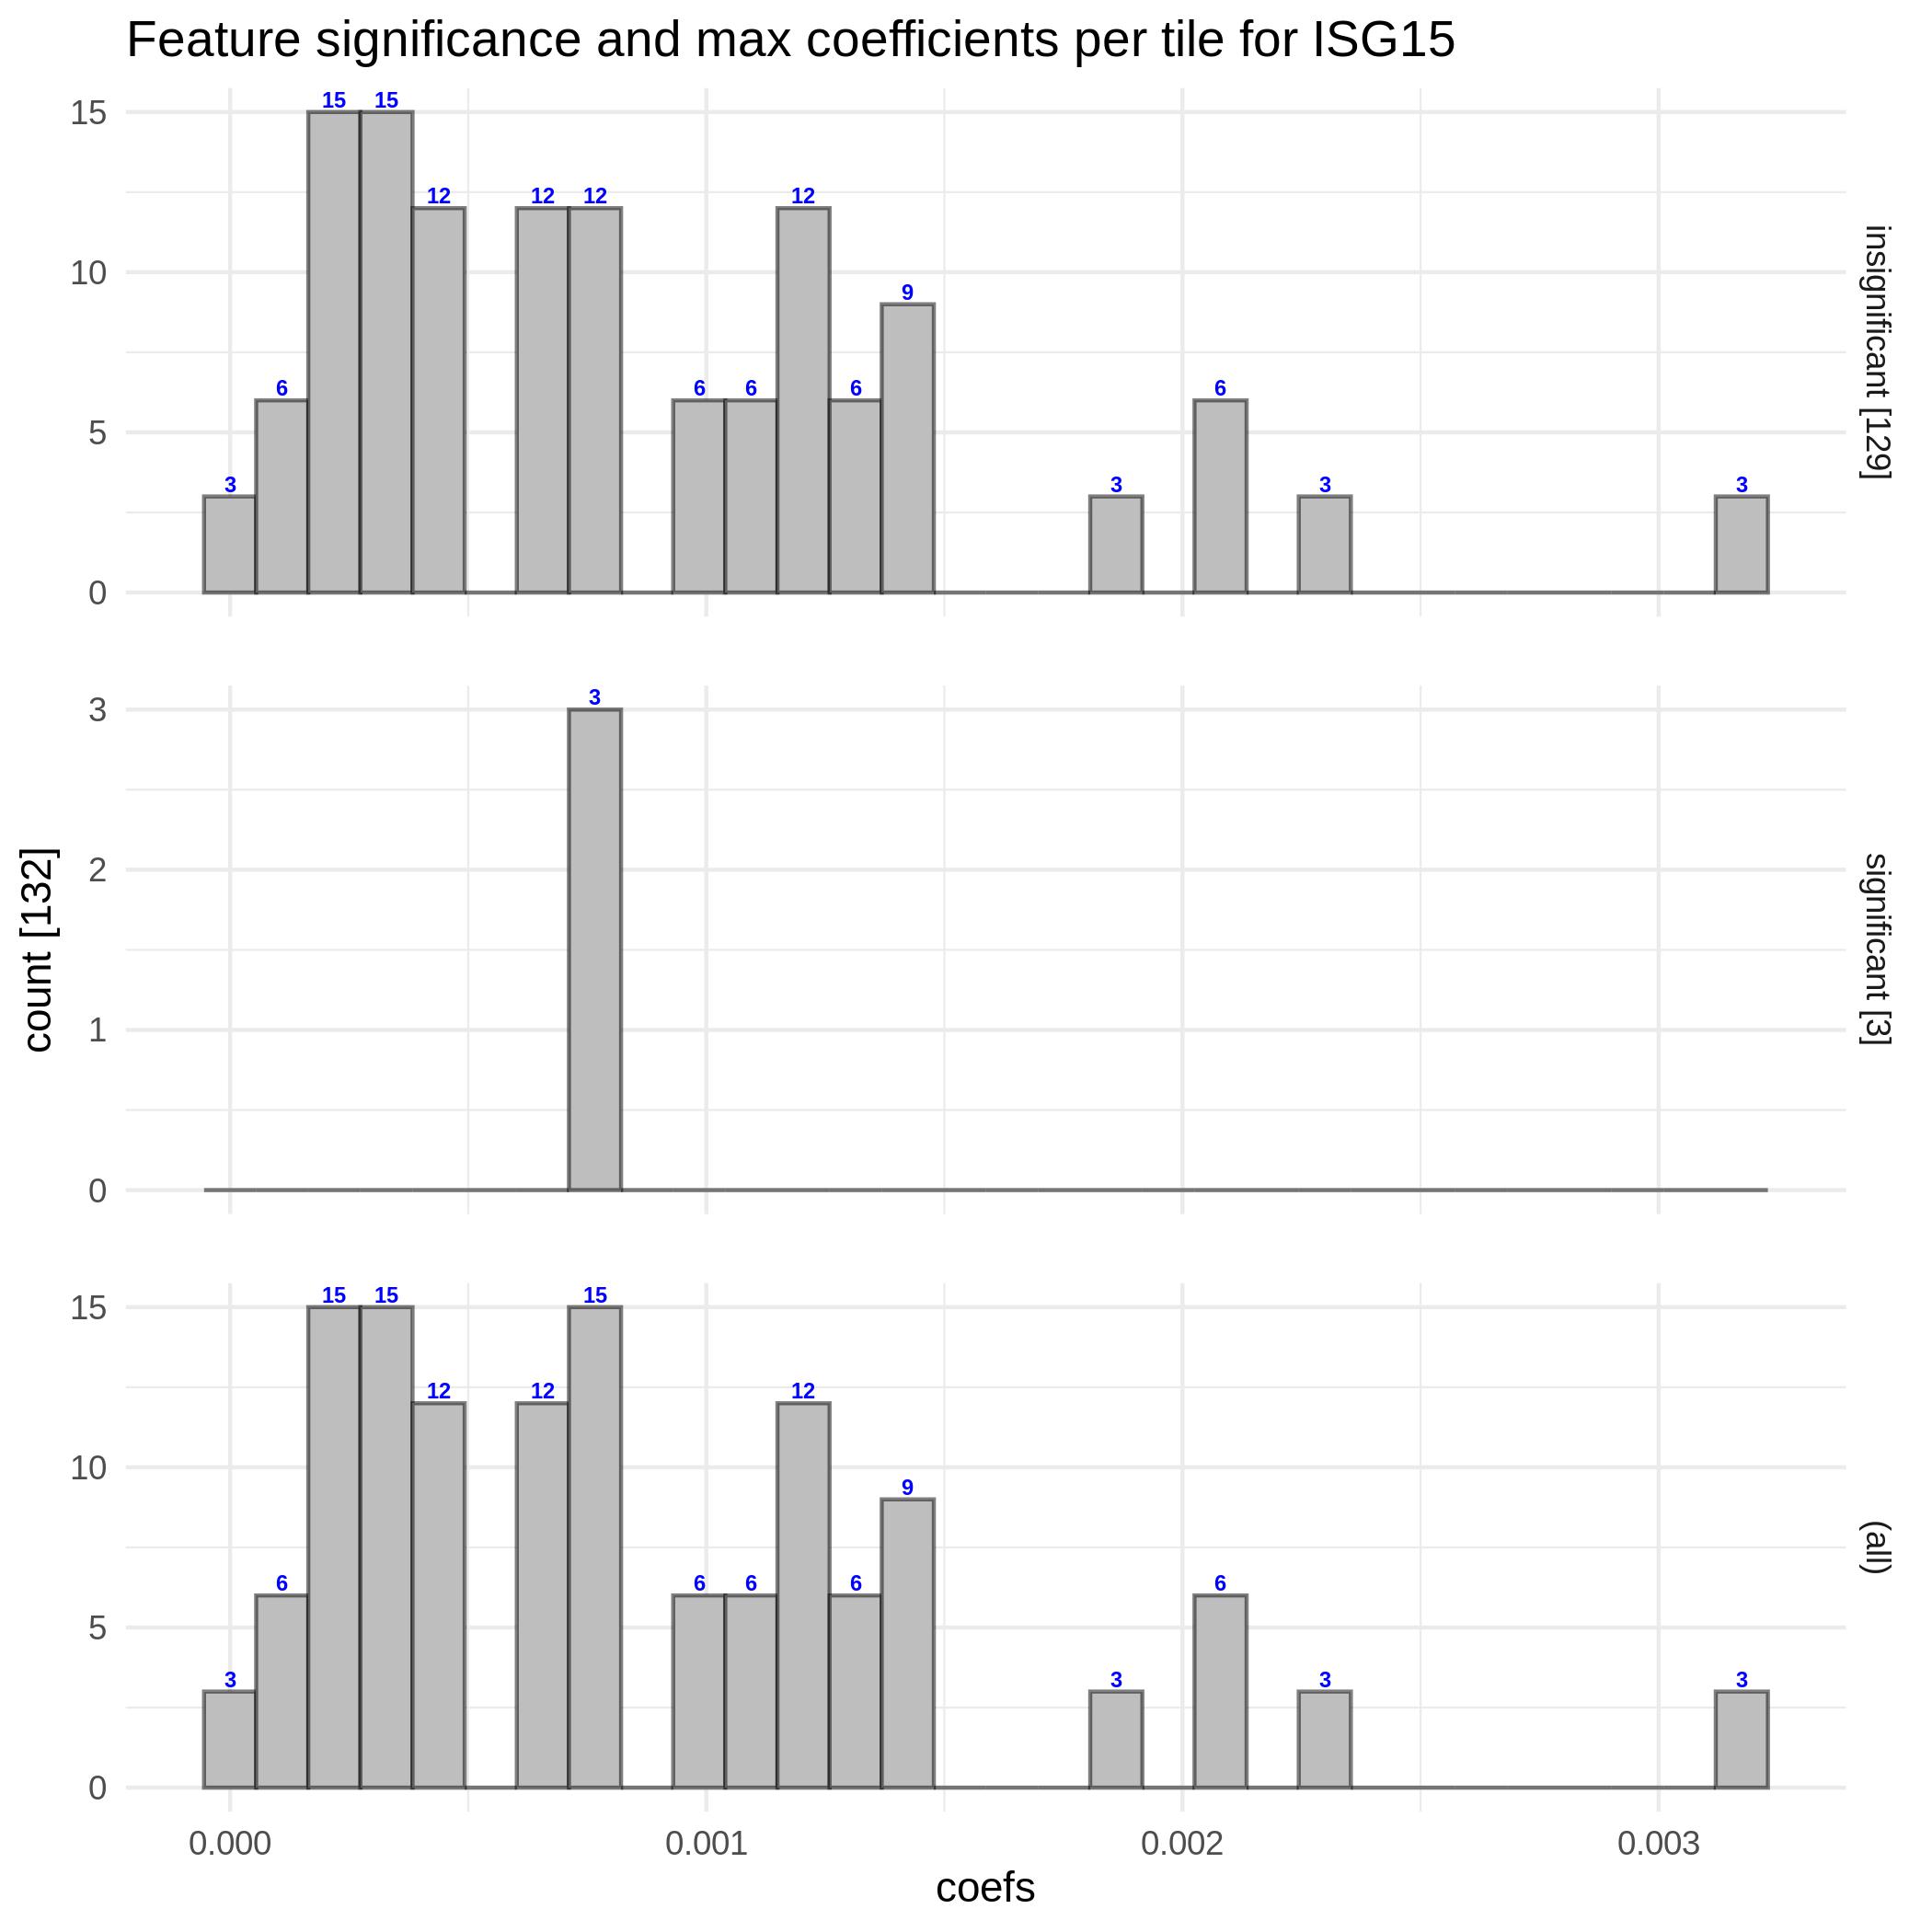 Feature significance and max coefficients per tile for ISG15
15 15
12 12 12 12
9
6 6 6 6 6
3 3 3 3
15
10
5
0
insignificant [129]
3
3
2
1
0
significant [3]
count [132]
15 15 15
12 12 12
9
6 6 6 6 6
3 3 3 3
15
10
5
0
(all)
0.000 0.001 0.002 0.003
coefs